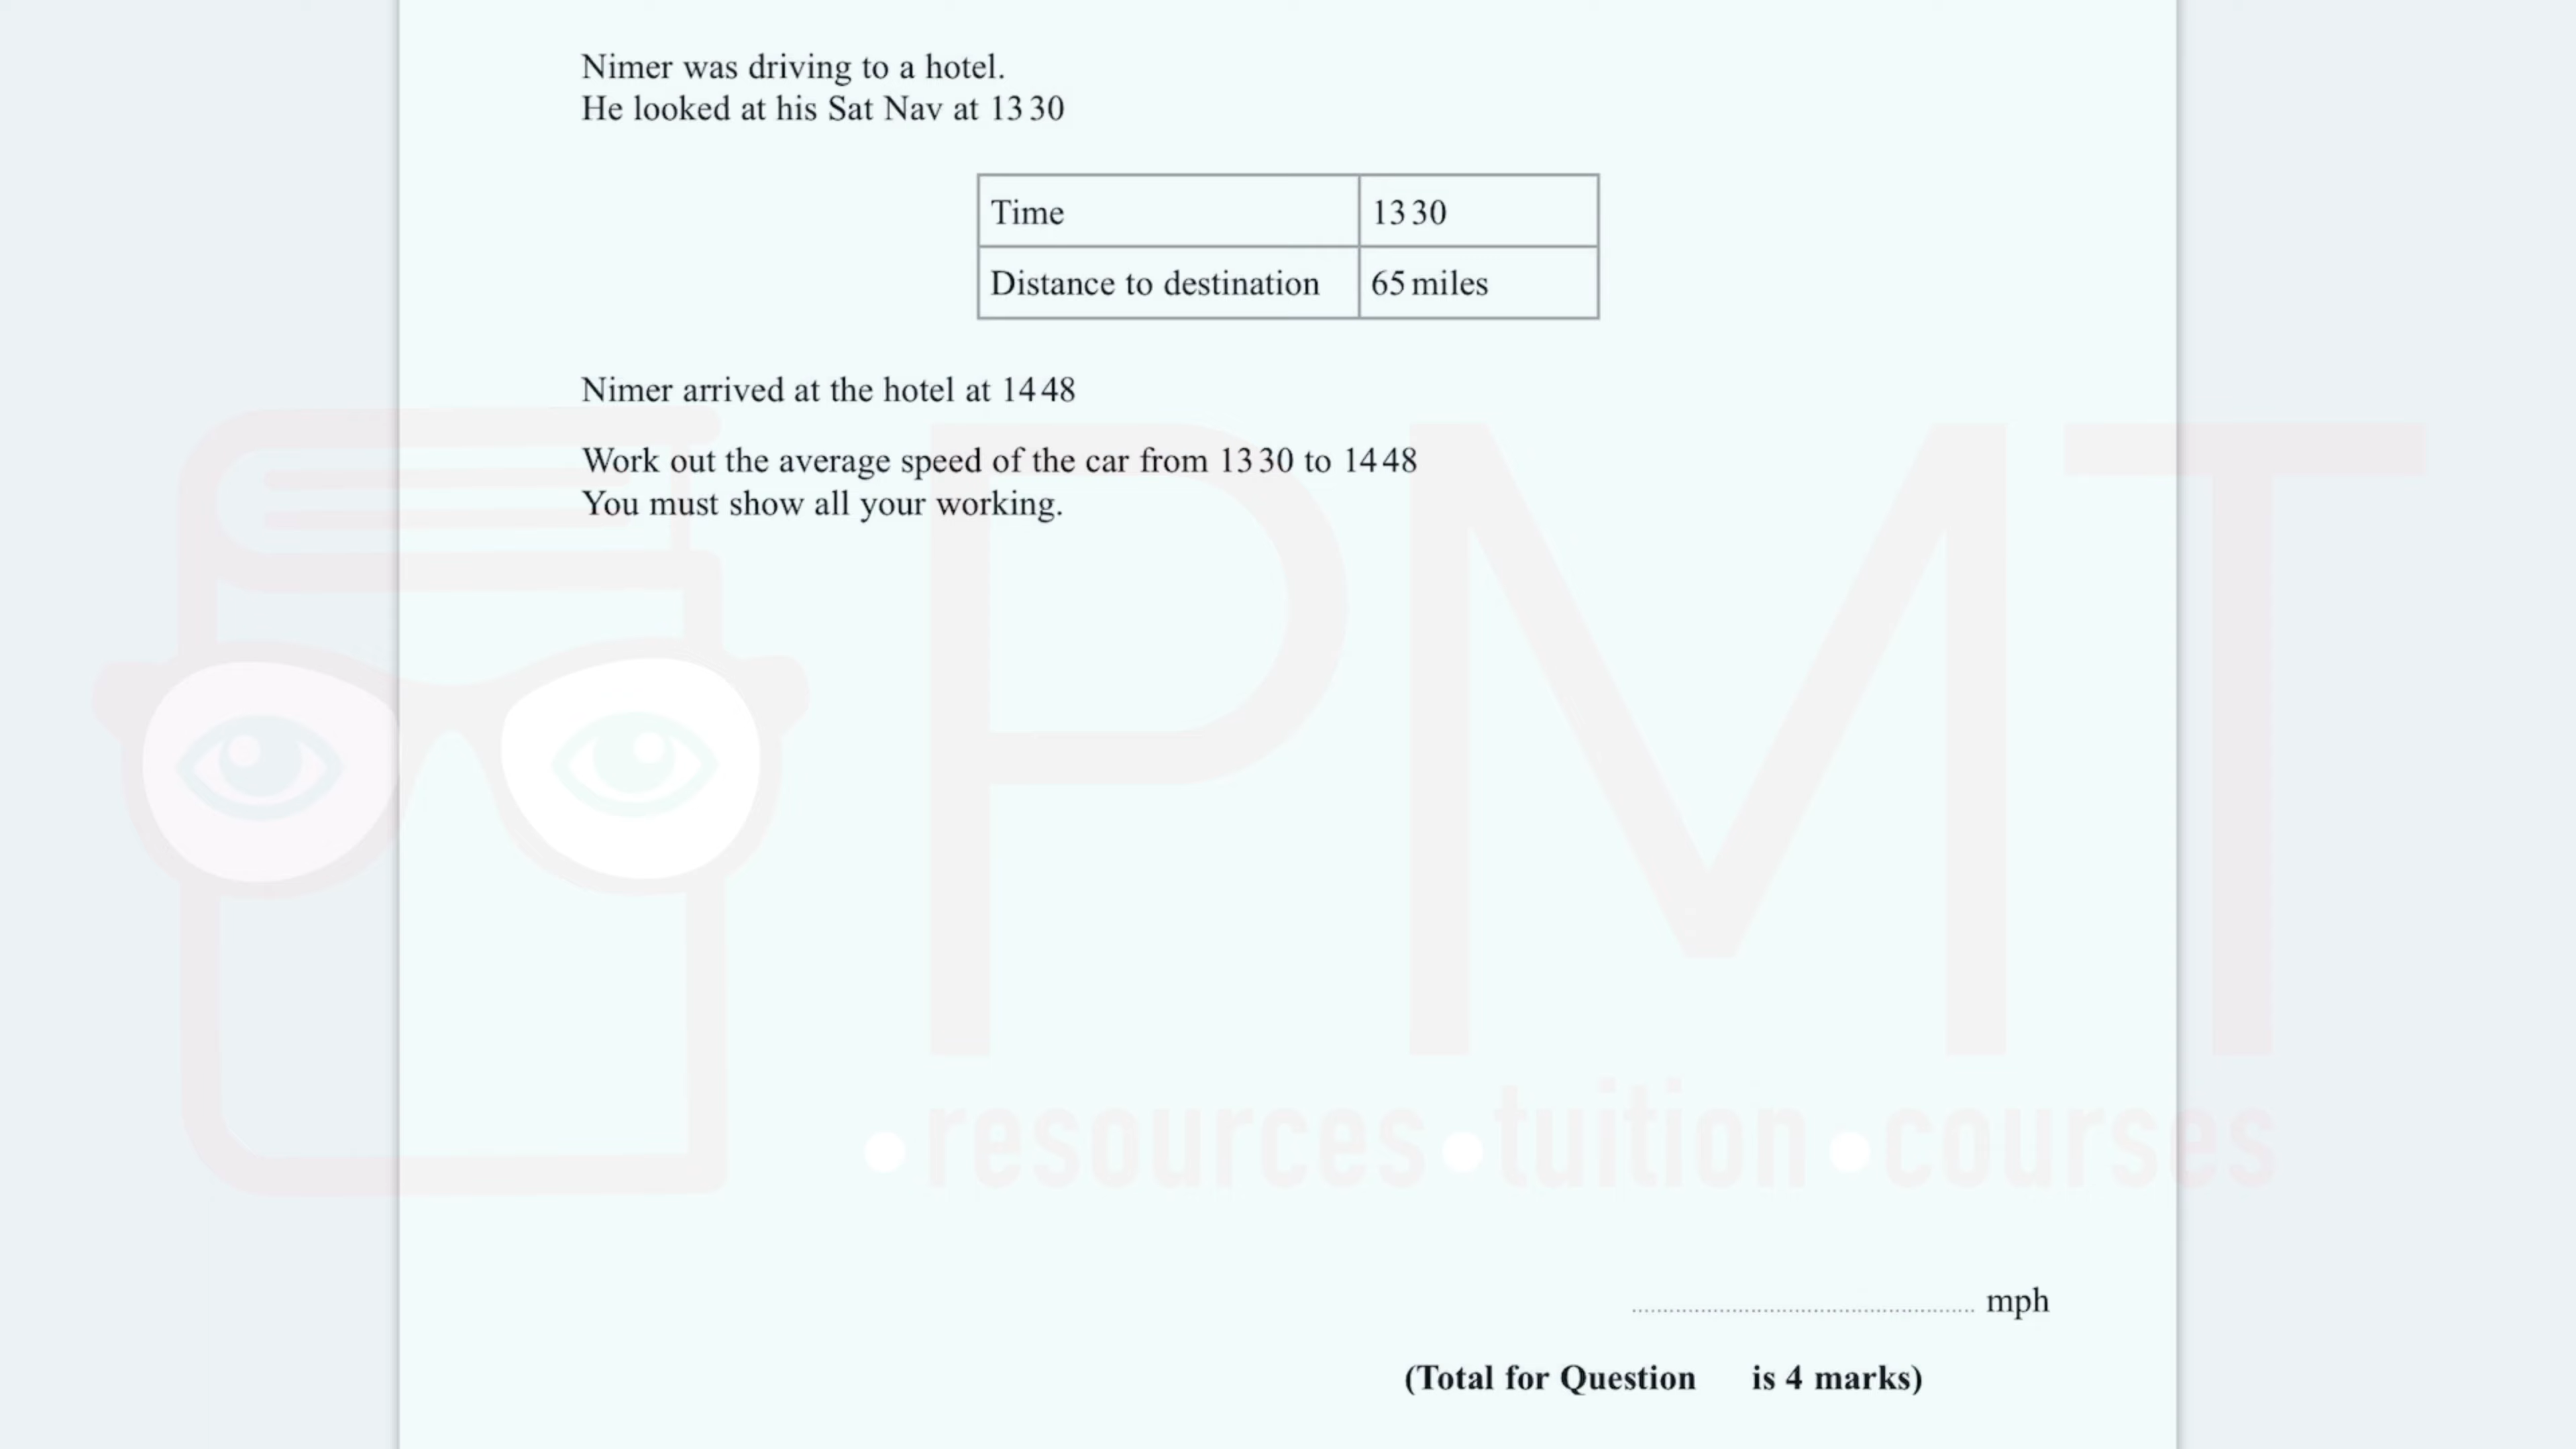 Nimer was driving to a hotel.
He looked at his Sat Nav at 13 30
Time 13 30
Distance to destination 65 miles
Nimer arrived at the hotel at 14 48
Work out the average speed of the car from 13 30 to 14 48
You must show all your working.
PMT
resources tuition courses
........................................ mph
(Total for Question is 4 marks)